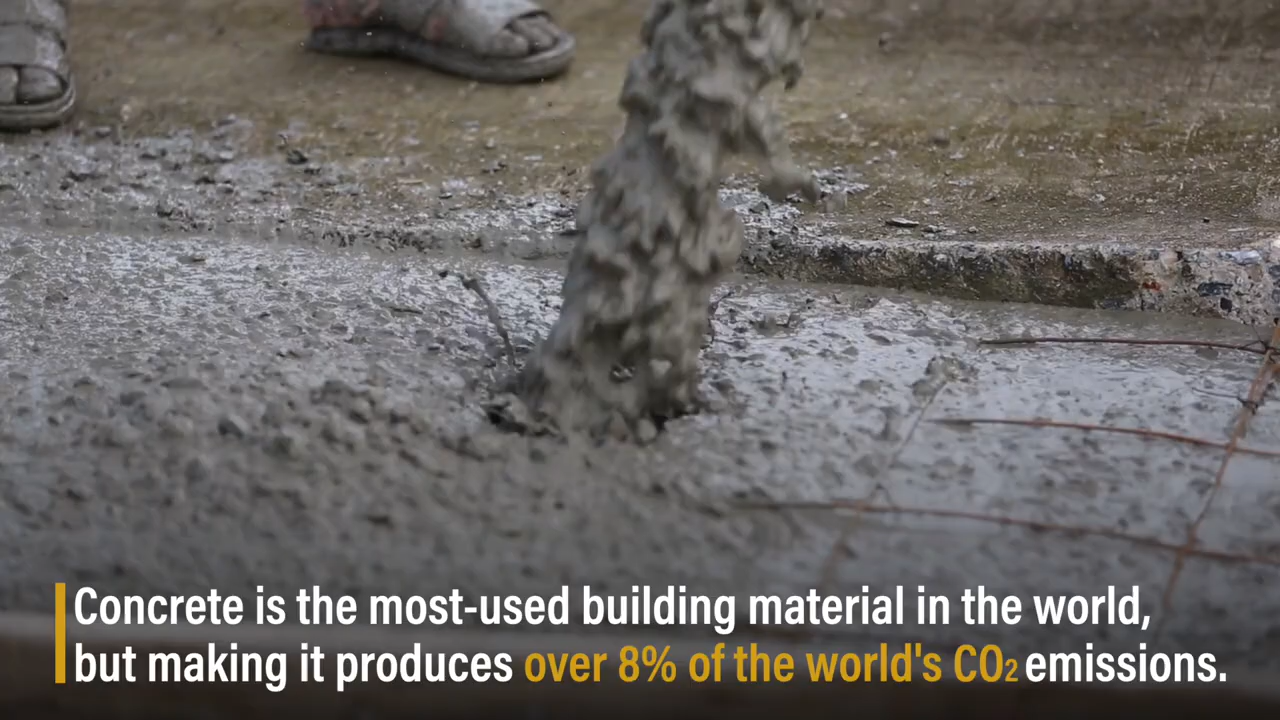 Concrete is the most-used building material in the world,
but making it produces over 8% of the world's CO₂ emissions.